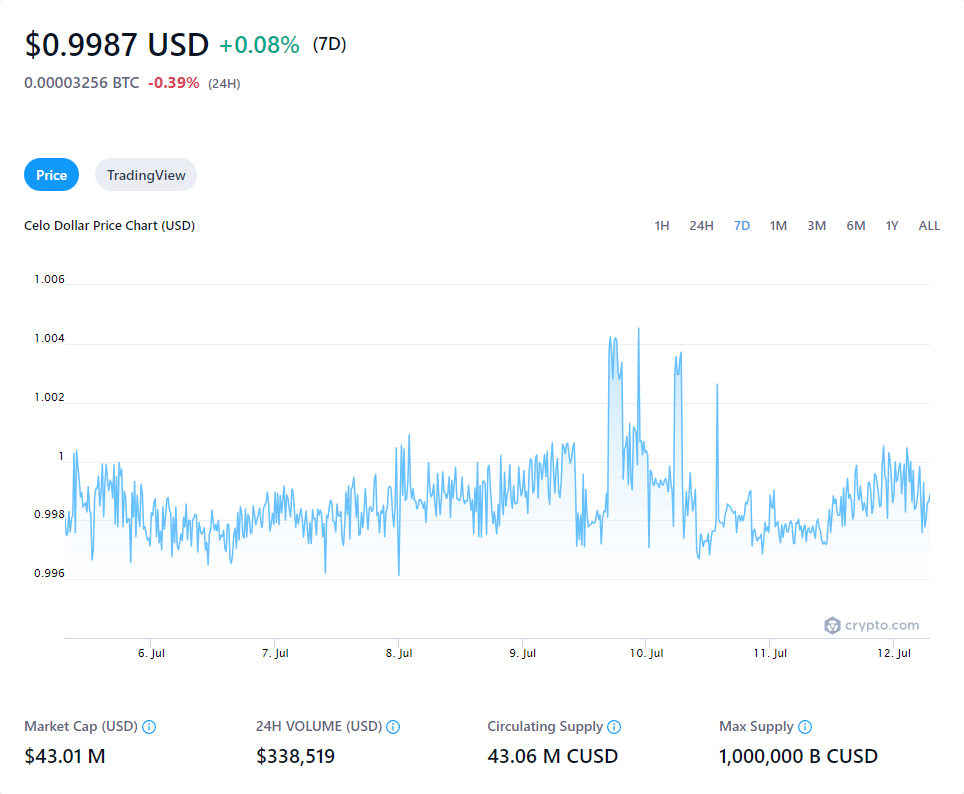 $0.9987 USD +0.08% (7D)
0.00003256 BTC -0.39% (24H)
Price TradingView
Celo Dollar Price Chart (USD) 1H 24H 7D 1M 3M 6M 1Y ALL
1.006
1.004
1.002
1
0.998
0.996
crypto.com
6. Jul 7. Jul 8. Jul 9. Jul 10. Jul 11. Jul 12. Jul
Market Cap (USD) 24H VOLUME (USD) Circulating Supply Max Supply
$43.01 M $338,519 43.06 M CUSD 1,000,000 B CUSD